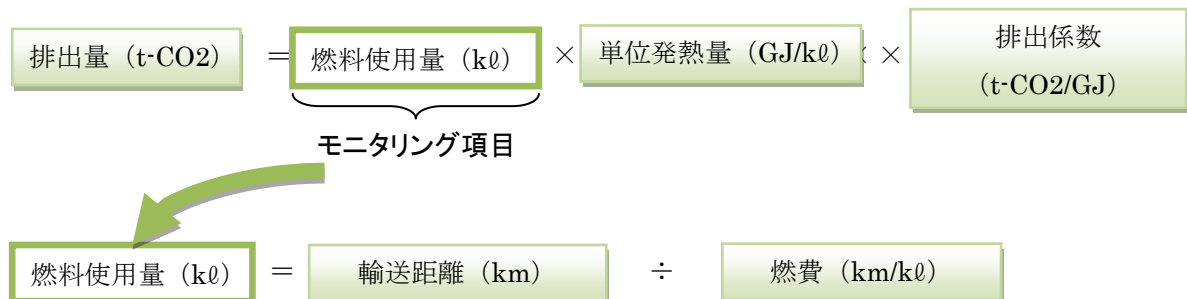 排出量（t-CO2） ＝ 燃料使用量（kℓ） × 単位発熱量（GJ/kℓ） × 排出係数
（t-CO2/GJ）
モニタリング項目
燃料使用量（kℓ） ＝ 輸送距離（km） ÷ 燃費（km/kℓ）